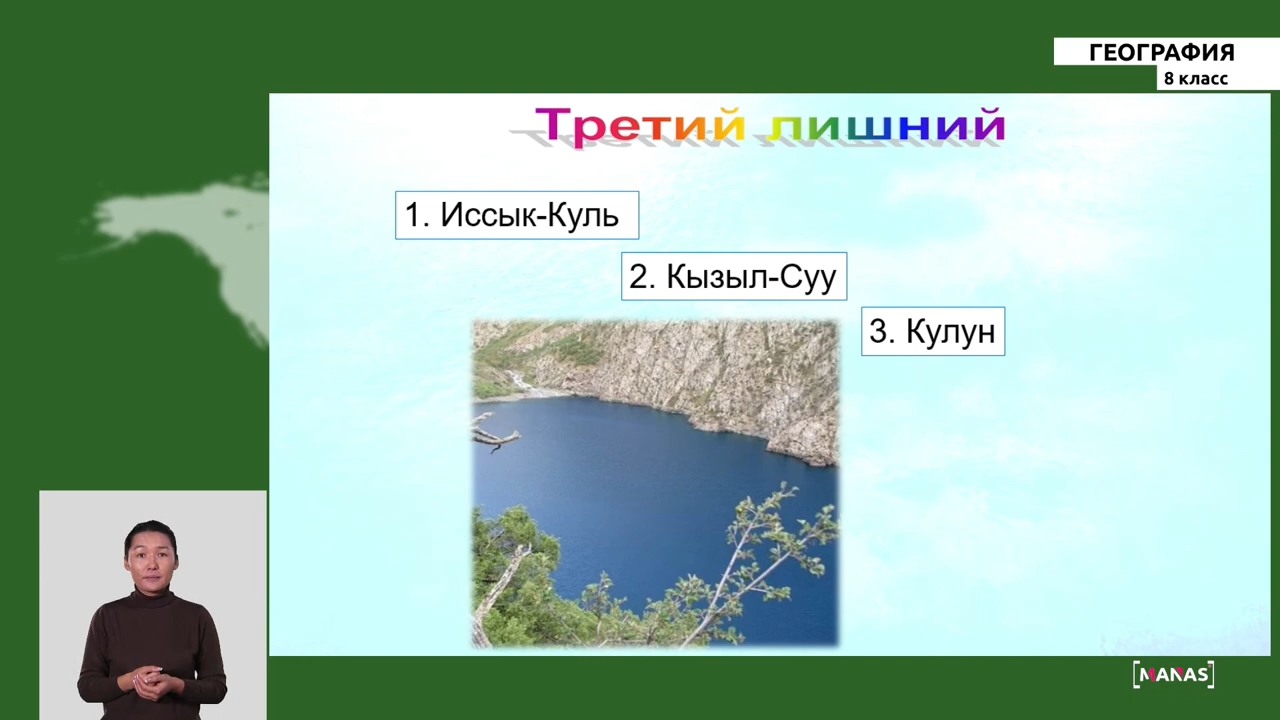 ГЕОГРАФИЯ
8 класс
Третий лишний
1. Иссык-Куль
2. Кызыл-Суу
3. Кулун
[MANAS]